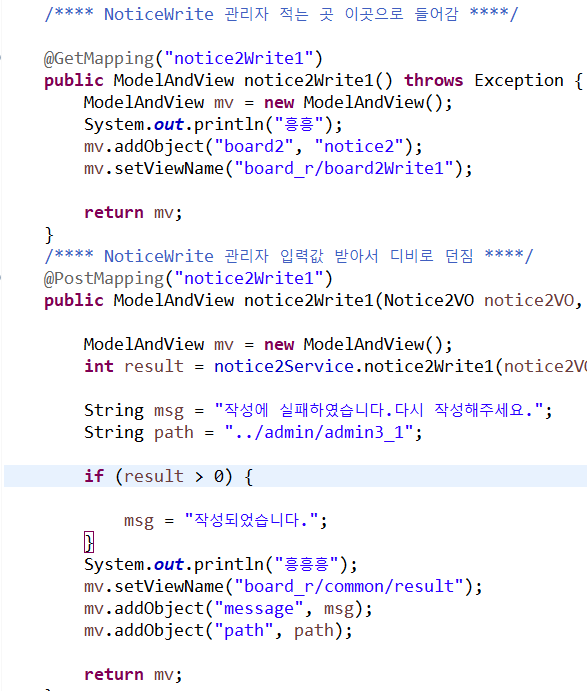 /**** NoticeWrite 관리자 적는 곳 이곳으로 들어감 ****/
@GetMapping("notice2Write1")
public ModelAndView notice2Write1() throws Exception {
ModelAndView mv = new ModelAndView();
System.out.println("흥흥");
mv.addObject("board2", "notice2");
mv.setViewName("board_r/board2Write1");
return mv;
}
/**** NoticeWrite 관리자 입력값 받아서 디비로 던짐 ****/
@PostMapping("notice2Write1")
public ModelAndView notice2Write1(Notice2VO notice2VO,
ModelAndView mv = new ModelAndView();
int result = notice2Service.notice2Write1(notice2VO
String msg = "작성에 실패하였습니다.다시 작성해주세요.";
String path = "../admin/admin3_1";
if (result > 0) {
msg = "작성되었습니다.";
}
System.out.println("흥흥흥");
mv.setViewName("board_r/common/result");
mv.addObject("message", msg);
mv.addObject("path", path);
return mv;